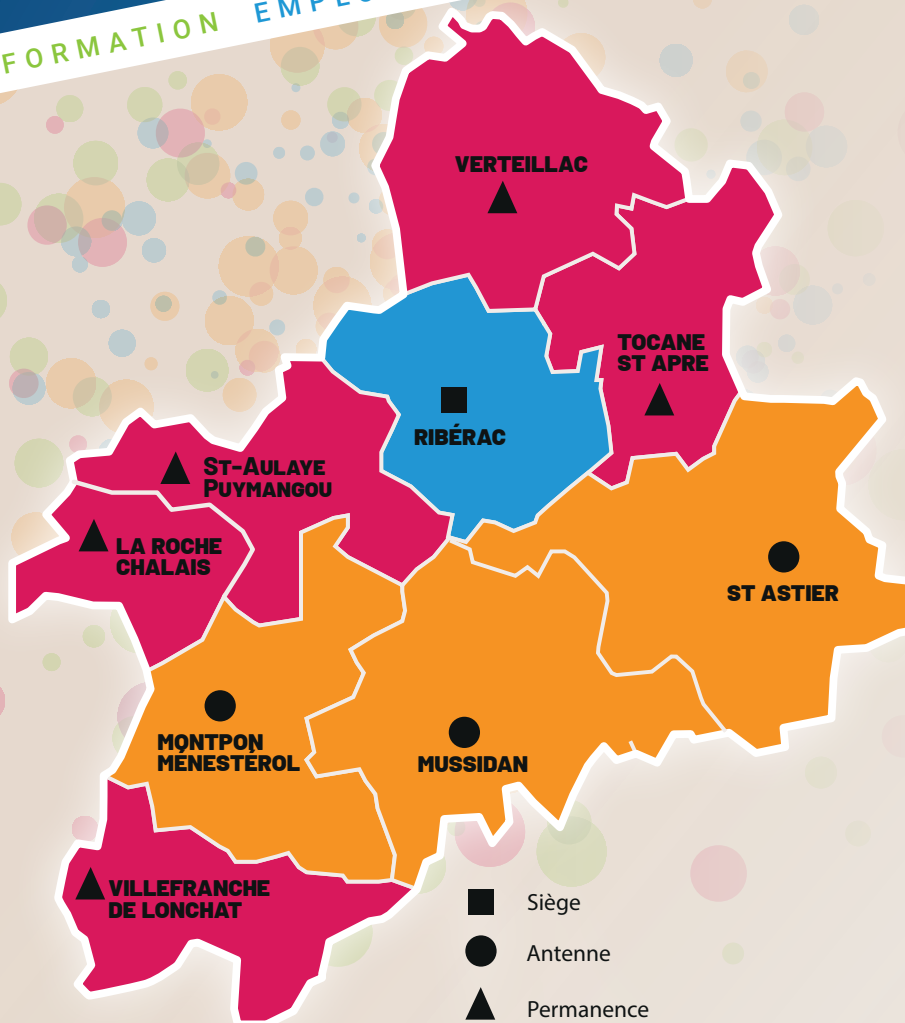 FORMATION
VERTEILLAC
TOCANE
ST APRE
RIBÉRAC
ST-AULAYE
PUYMANGOU
LA ROCHE
CHALAIS
ST ASTIER
MONTPON
MÉNESTÉROL
MUSSIDAN
VILLEFRANCHE
DE LONCHAT
Siège
Antenne
Permanence